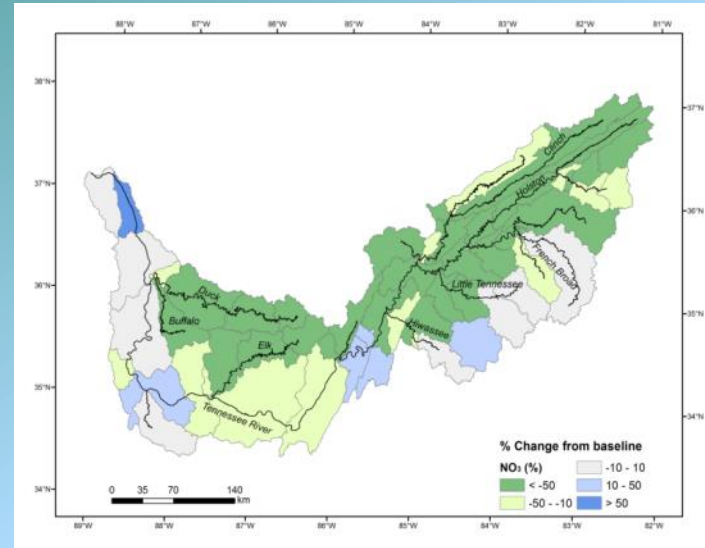 88°W 87°W 86°W 85°W 84°W 83°W 82°W 81°W
38°N
37°N
37°N
36°N
36°N
35°N
35°N
34°N
34°N
Clinch
Holston
French Broad
Little Tennessee
Hiwassee
Duck
Buffalo
Elk
Tennessee River
% Change from baseline
NO₃ (%)
< -50
-50 - -10
-10 - 10
10 - 50
> 50
0 35 70 140
km
89°W 88°W 87°W 86°W 85°W 84°W 83°W 82°W 81°W